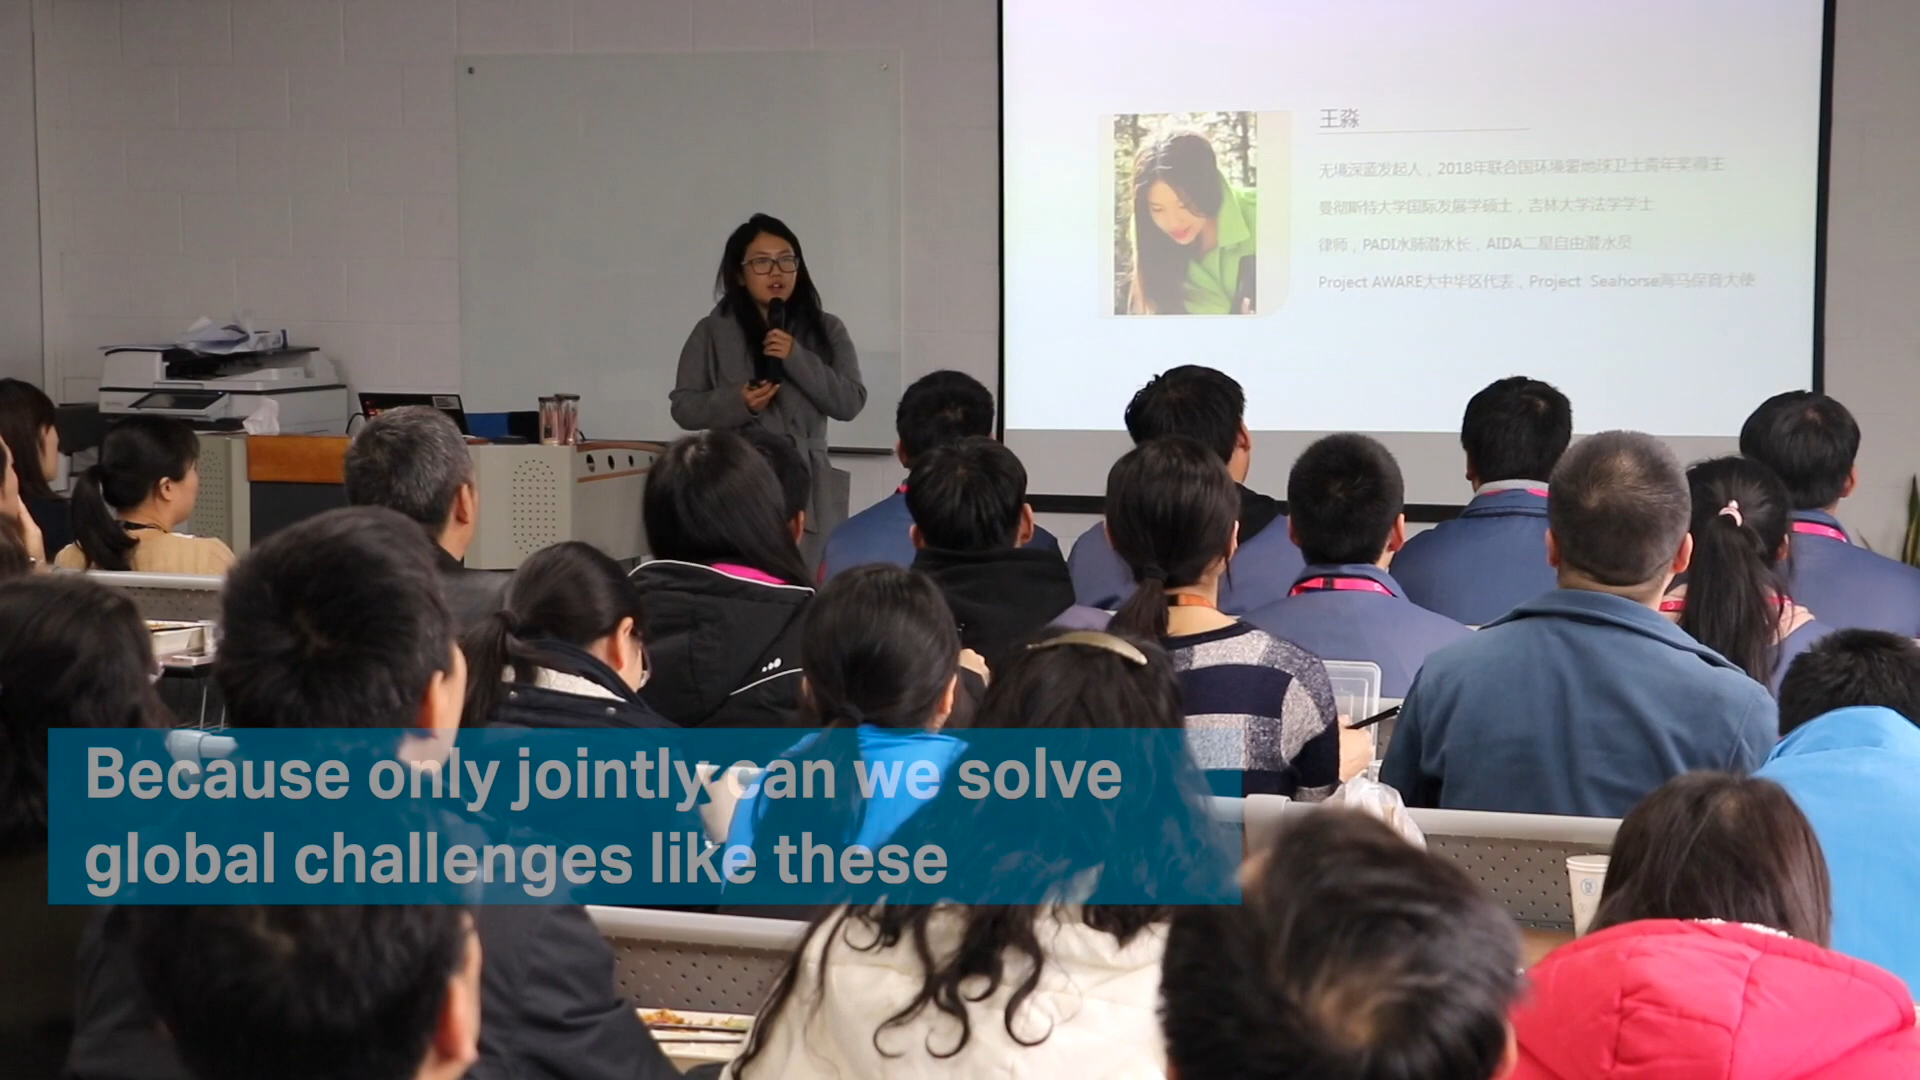 王淼
无境深蓝发起人，2018年联合国环境署地球卫士青年奖得主
曼彻斯特大学国际发展学硕士，吉林大学法学学士
律师，PADI水肺潜水长，AIDA二星自由潜水员
Project AWARE大中华区代表，Project Seahorse海马保育大使
Because only jointly can we solve
global challenges like these